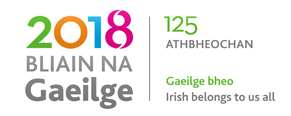 2018
BLIAIN NA
Gaeilge
125
ATHBHEOCHAN
Gaeilge bheo
Irish belongs to us all